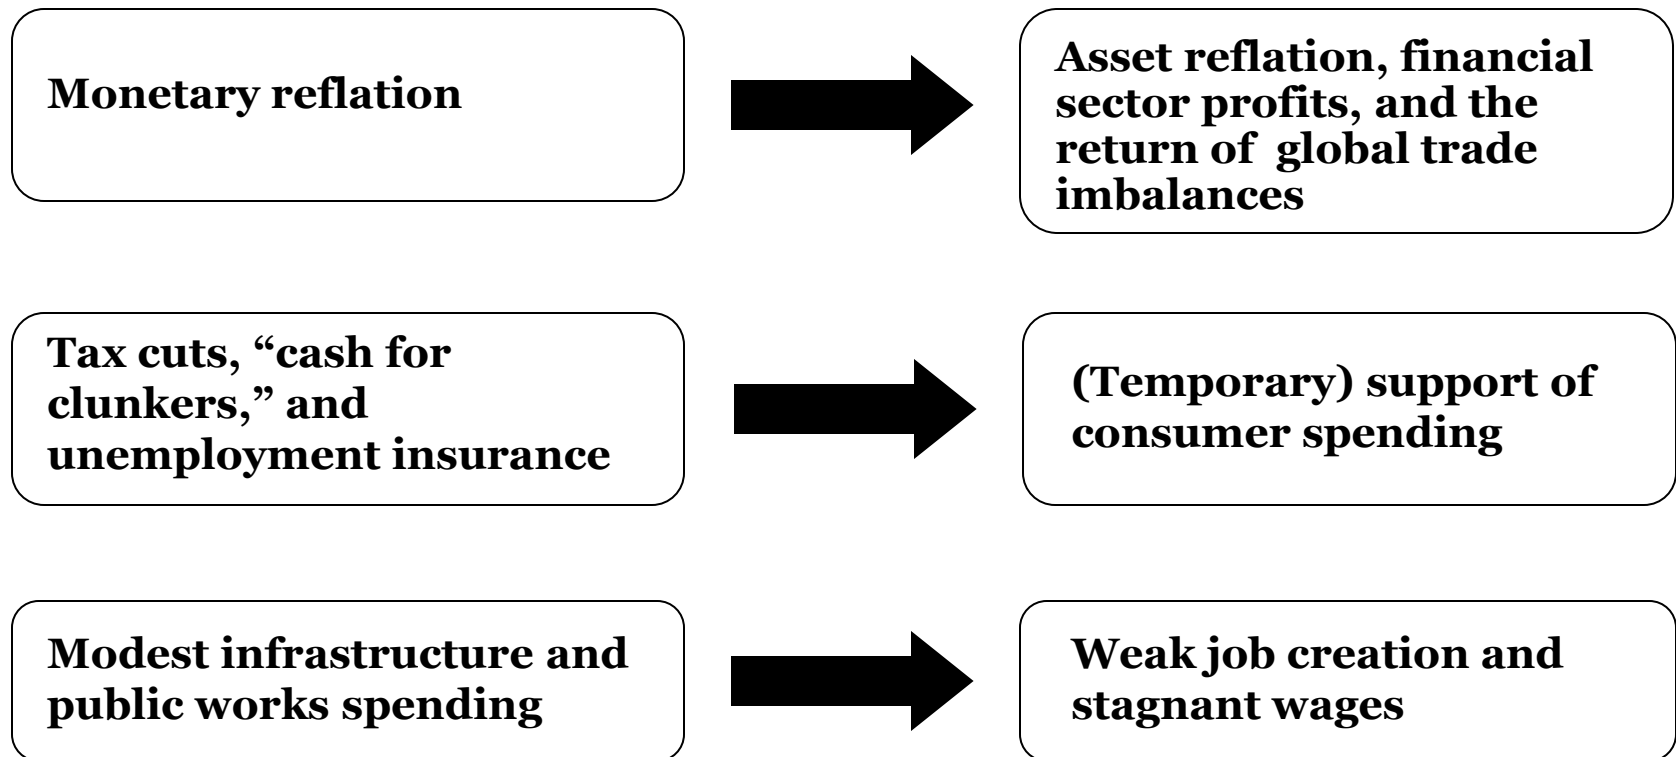 Monetary reflation
Asset reflation, financial
sector profits, and the
return of  global trade
imbalances
Tax cuts, “cash for
clunkers,” and
unemployment insurance
(Temporary) support of
consumer spending
Modest infrastructure and
public works spending
Weak job creation and
stagnant wages